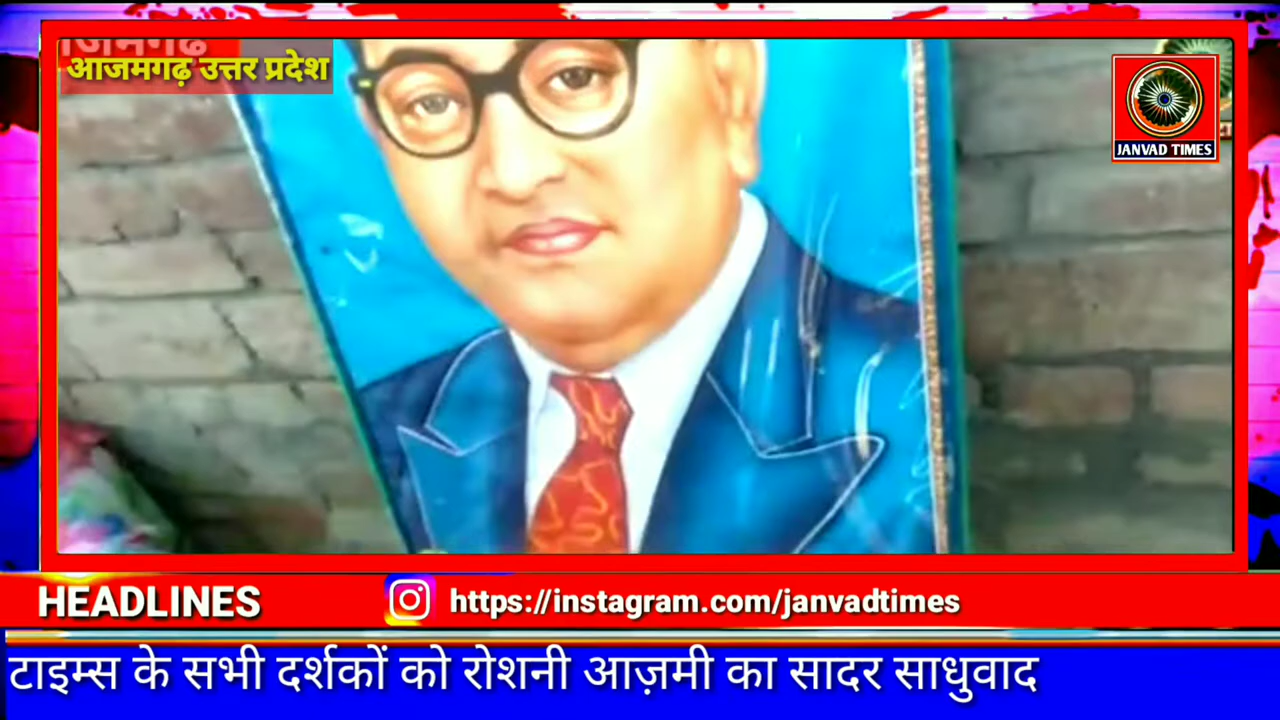 आजमगढ़ उत्तर प्रदेश
JANVAD TIMES
HEADLINES
https://instagram.com/janvadtimes
टाइम्स के सभी दर्शकों को रोशनी आज़मी का सादर साधुवाद